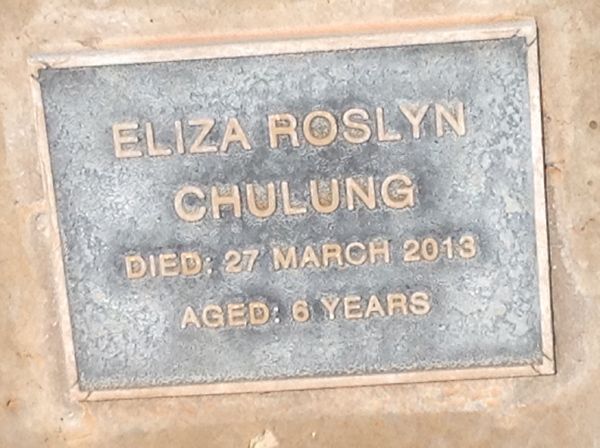 ELIZA ROSLYN
CHULUNG
DIED: 27 MARCH 2013
AGED: 6 YEARS